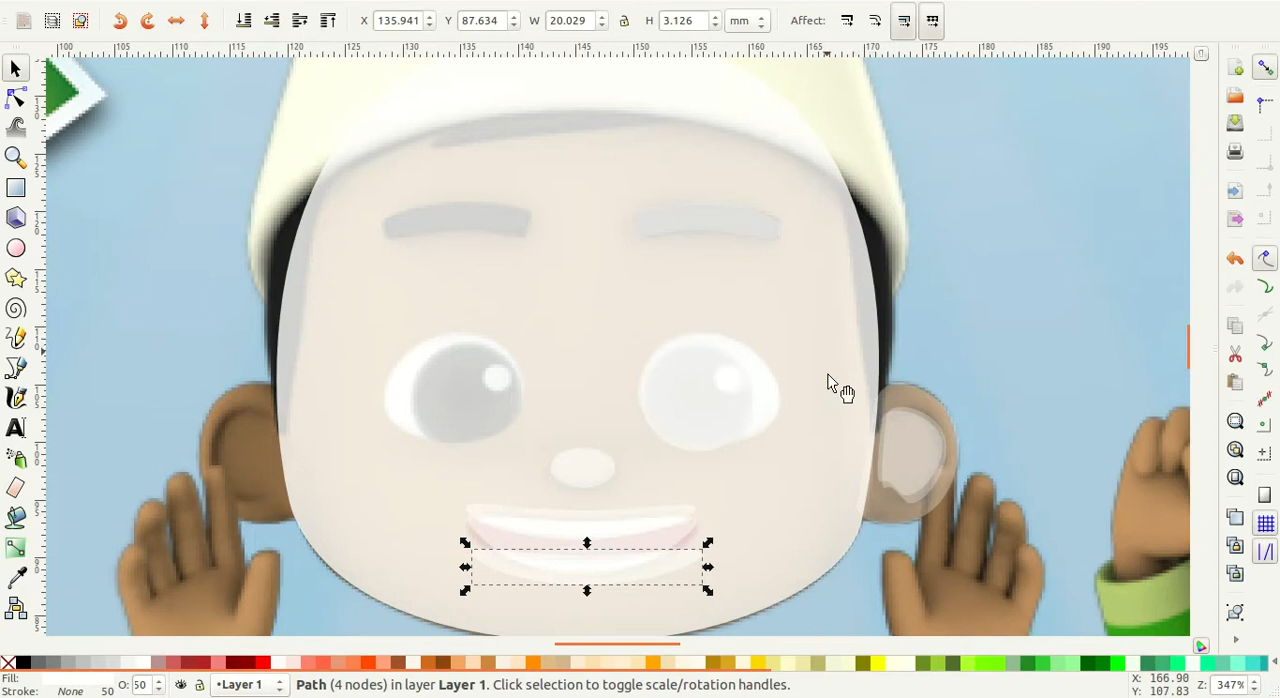 X 135.941 Y 87.634 W 20.029 H 3.126 mm Affect:
100 105 110 115 120 125 130 135 140 145 150 155 160 165 170 175 180 185 190 195
A
Fill:
Stroke: None 50 O: 50 •Layer 1 Path (4 nodes) in layer Layer 1. Click selection to toggle scale/rotation handles. X: 166.90 Z: 347%
Y: 107.83